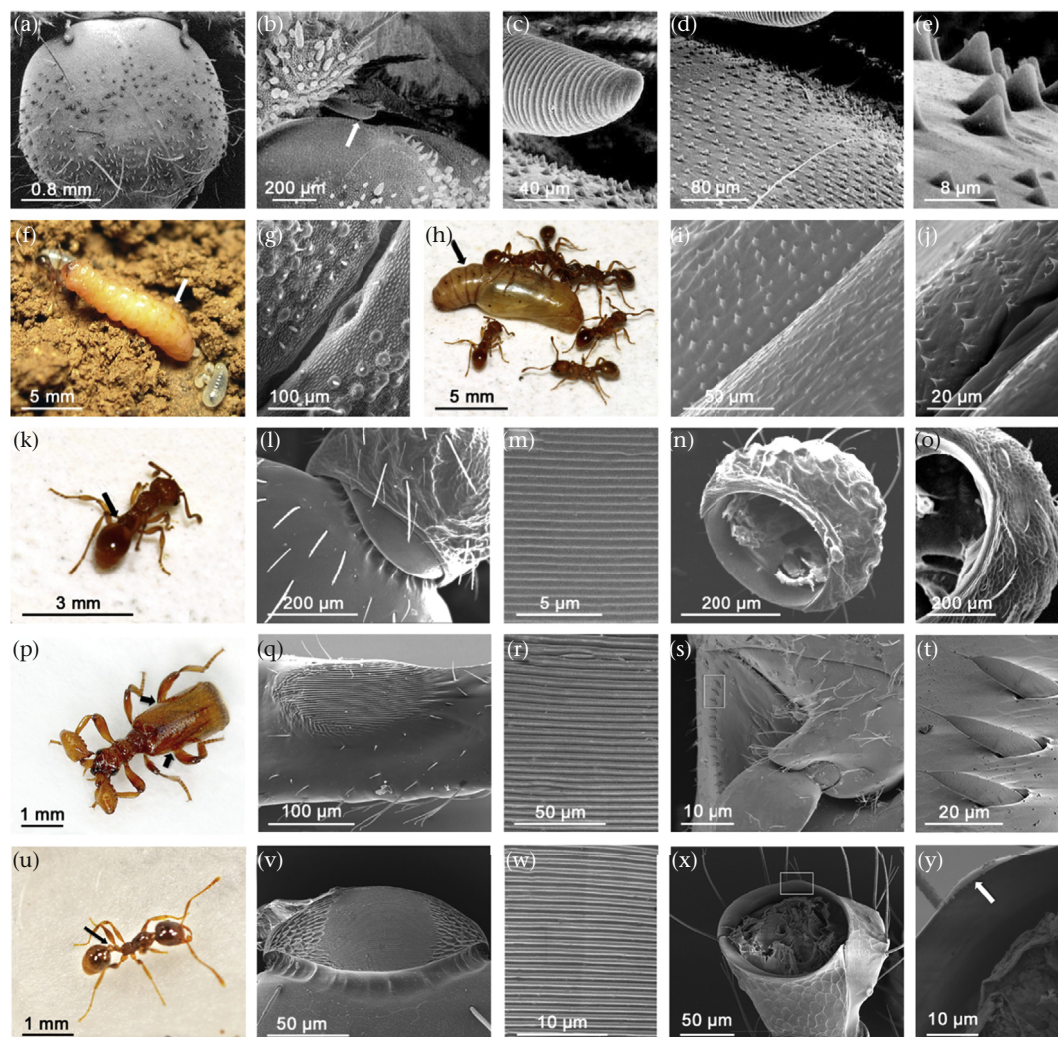 (a) (b) (c) (d) (e)
0.8 mm 200 µm 40 µm 80 µm 8 µm
(f) (g) (h) (i) (j)
5 mm 100 µm 5 mm 50 µm 20 µm
(k) (l) (m) (n) (o)
3 mm 200 µm 5 µm 200 µm 200 µm
(p) (q) (r) (s) (t)
1 mm 100 µm 50 µm 10 µm 20 µm
(u) (v) (w) (x) (y)
1 mm 50 µm 10 µm 50 µm 10 µm